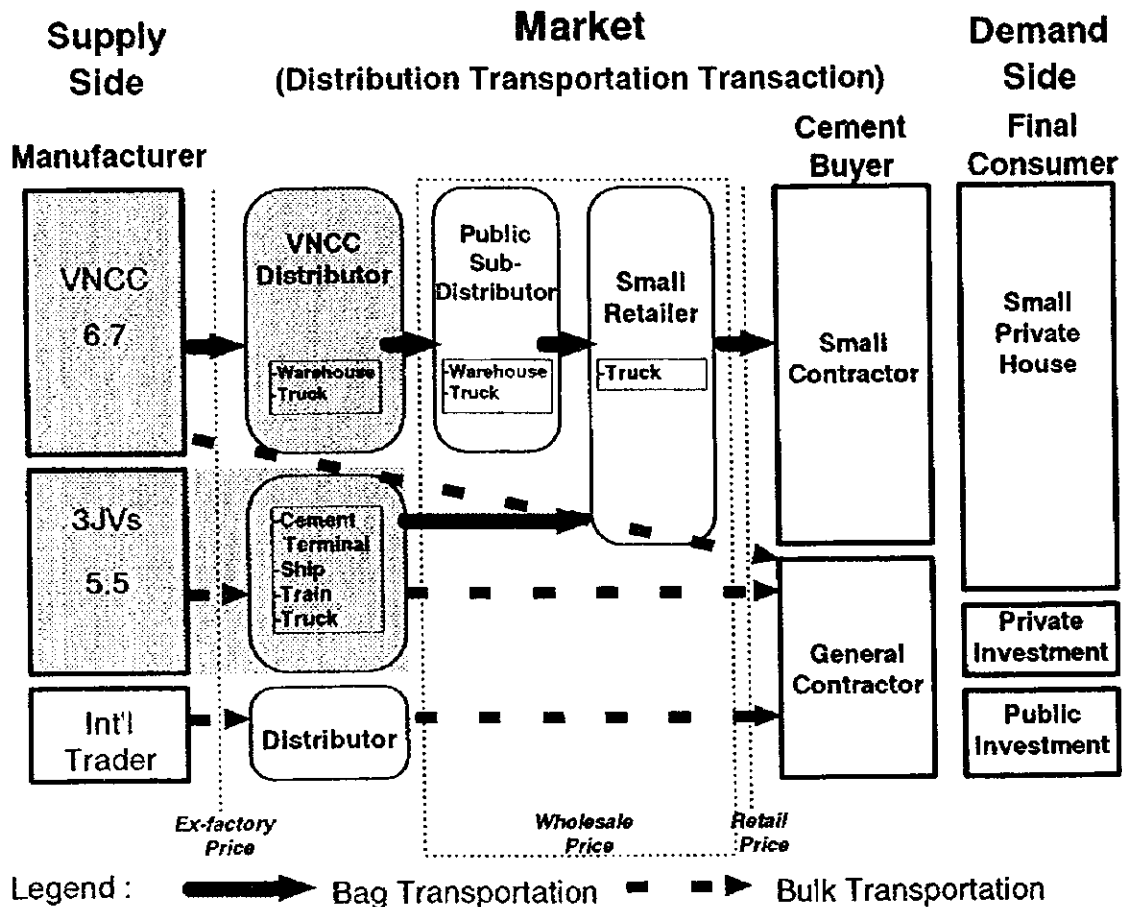 Supply
Side
Market
(Distribution Transportation Transaction)
Demand
Side
Manufacturer
Cement
Buyer
Final
Consumer
VNCC
6.7
VNCC
Distributor
-Warehouse
-Truck
Public
Sub-
Distributor
-Warehouse
-Truck
Small
Retailer
-Truck
Small
Contractor
Small
Private
House
3JVs
5.5
-Cement
Terminal
-Ship
-Train
-Truck
General
Contractor
Private
Investment
Public
Investment
Int'l
Trader
Distributor
Ex-factory
Price
Wholesale
Price
Retail
Price
Legend :
Bag Transportation
Bulk Transportation